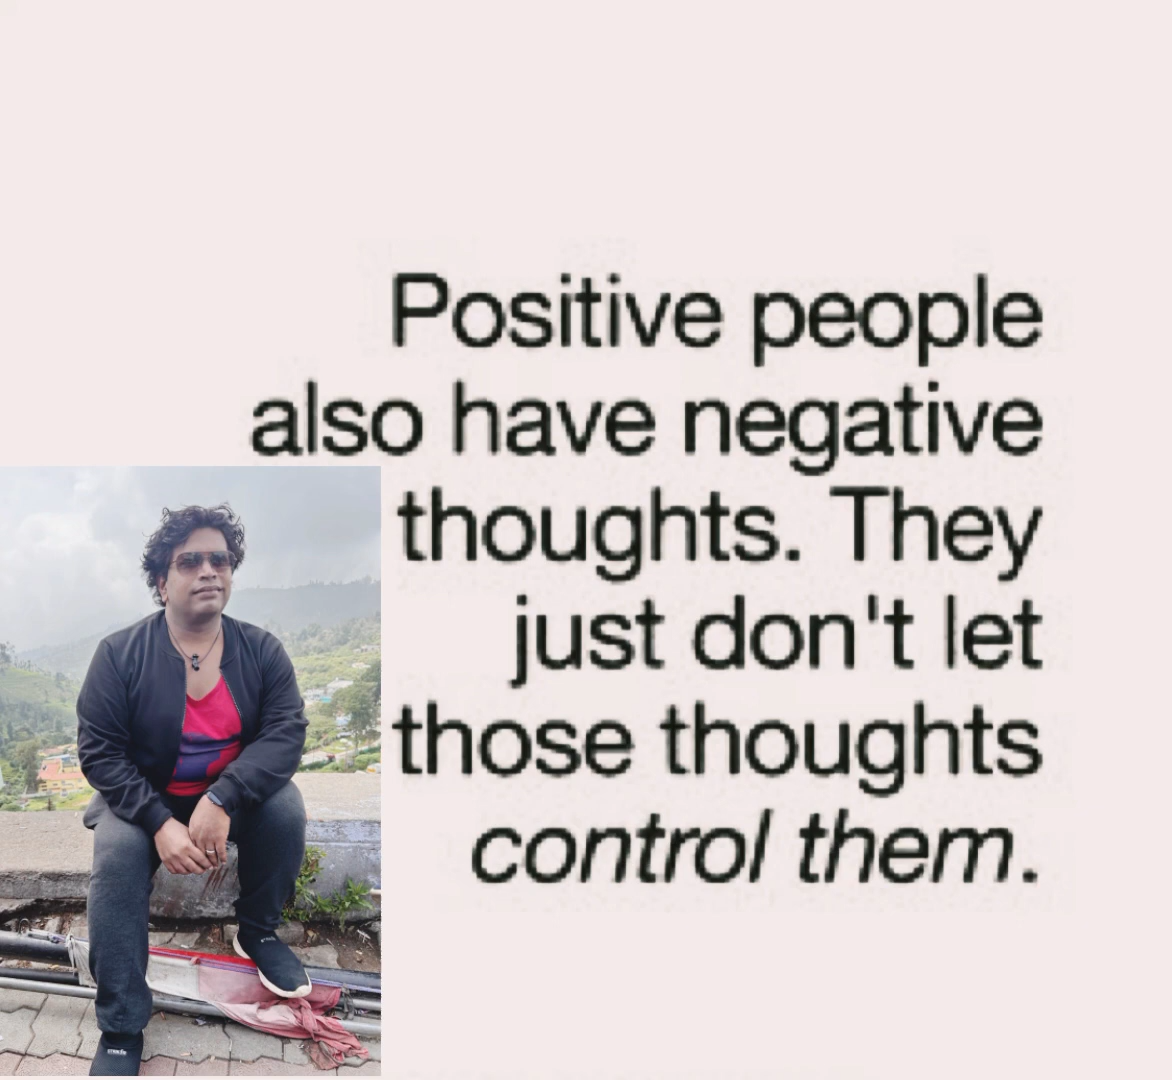 Positive people
also have negative
thoughts. They
just don't let
those thoughts
control them.